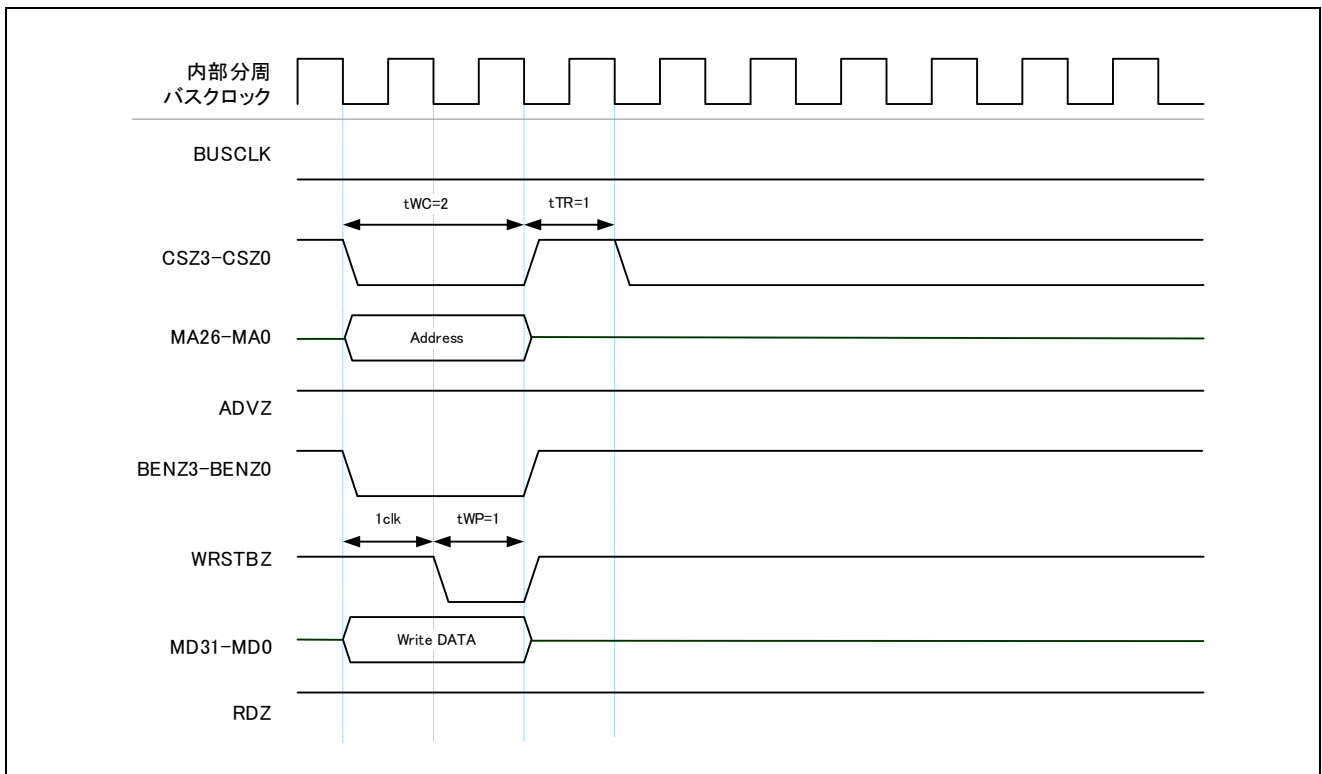 内部分周
バスクロック
BUSCLK
tWC=2
tTR=1
CSZ3-CSZ0
MA26-MA0
Address
ADVZ
BENZ3-BENZ0
1clk
tWP=1
WRSTBZ
MD31-MD0
Write DATA
RDZ